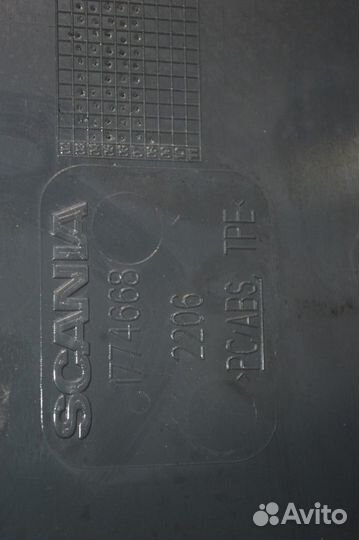 SCANIA
1774668
2206
>PC/ABS, TPE<
Avito